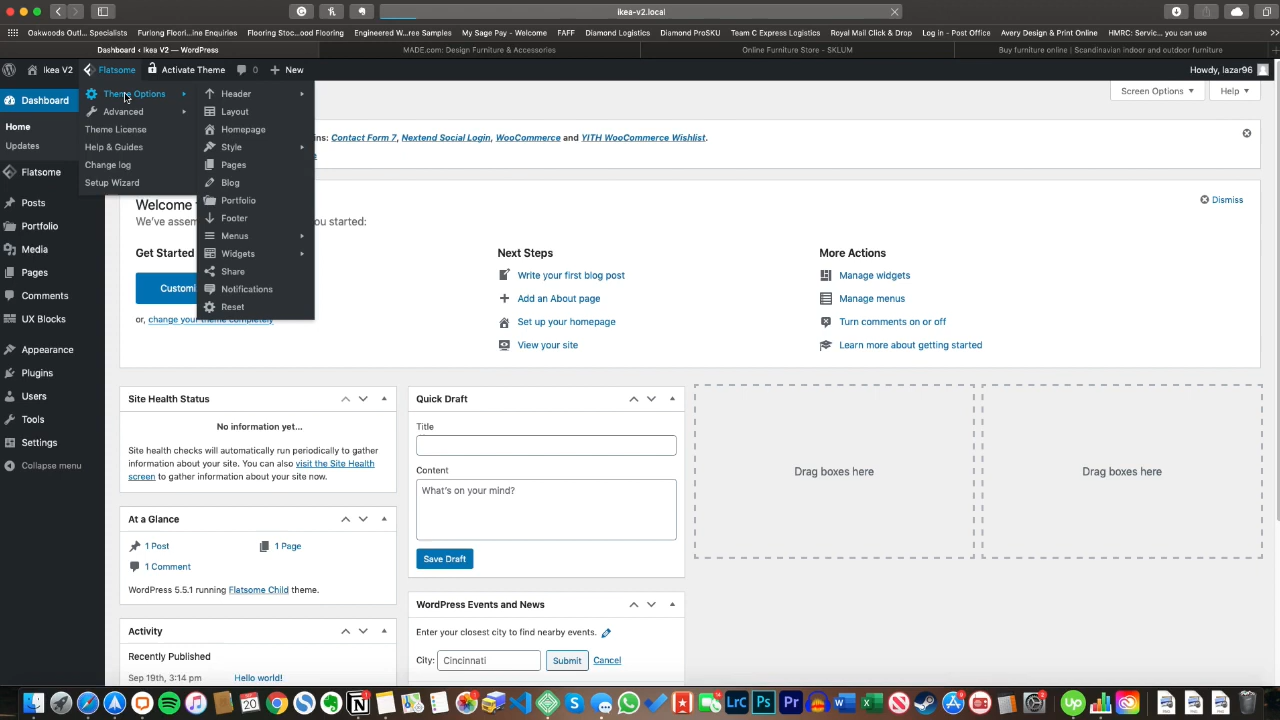 ikea-v2.local
Oakwoods Outl... Specialists
Furlong Floori...ine Enquiries
Flooring Stoc...ood Flooring
Engineered W...ree Samples
My Sage Pay - Welcome
FAFF
Diamond Logistics
Diamond ProSKU
Team C Express Logistics
Royal Mail Click & Drop
Log in - Post Office
Avery Design & Print Online
HMRC: Servic... you can use
Dashboard ‹ Ikea V2 — WordPress
MADE.com: Design Furniture & Accessories
Online Furniture Store - SKLUM
Buy furniture online | Scandinavian indoor and outdoor furniture
Ikea V2
Flatsome
Activate Theme
0
New
Howdy, lazar96
Dashboard
Home
Updates
Flatsome
Posts
Portfolio
Media
Pages
Comments
UX Blocks
Appearance
Plugins
Users
Tools
Settings
Collapse menu
Theme Options
Advanced
Theme License
Help & Guides
Change log
Setup Wizard
Header
Layout
Homepage
Style
Pages
Blog
Portfolio
Footer
Menus
Widgets
Share
Notifications
Reset
Screen Options
Help
ns: Contact Form 7, Nextend Social Login, WooCommerce and YITH WooCommerce Wishlist.
Welcome
We've assem
ou started:
Dismiss
Get Started
Customi
or, change your theme completely
Next Steps
Write your first blog post
Add an About page
Set up your homepage
View your site
More Actions
Manage widgets
Manage menus
Turn comments on or off
Learn more about getting started
Site Health Status
No information yet...
Site health checks will automatically run periodically to gather
information about your site. You can also visit the Site Health
screen to gather information about your site now.
At a Glance
1 Post
1 Page
1 Comment
WordPress 5.5.1 running Flatsome Child theme.
Activity
Recently Published
Sep 19th, 3:14 pm
Hello world!
Quick Draft
Title
Content
What's on your mind?
Save Draft
WordPress Events and News
Enter your closest city to find nearby events.
City:
Cincinnati
Submit
Cancel
Drag boxes here
Drag boxes here
20
LrC
Ps
Pr
Up